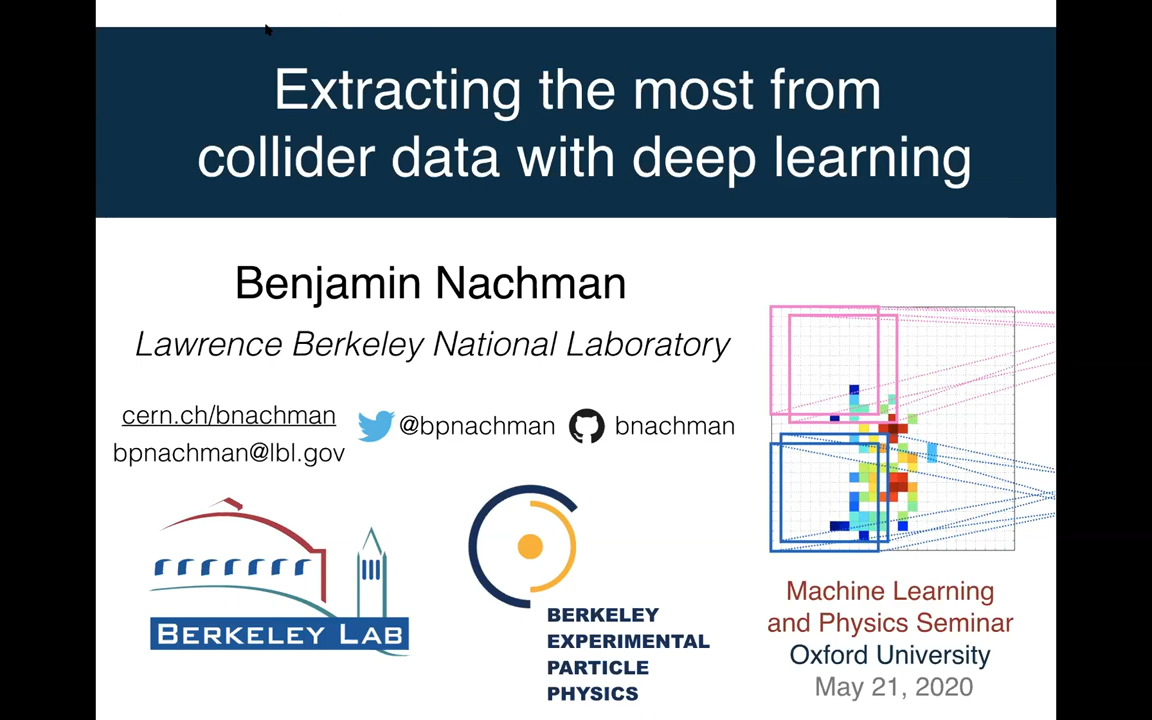 Extracting the most from
collider data with deep learning
Benjamin Nachman
Lawrence Berkeley National Laboratory
cern.ch/bnachman
@bpnachman
bnachman
bpnachman@lbl.gov
BERKELEY LAB
BERKELEY
EXPERIMENTAL
PARTICLE
PHYSICS
Machine Learning
and Physics Seminar
Oxford University
May 21, 2020